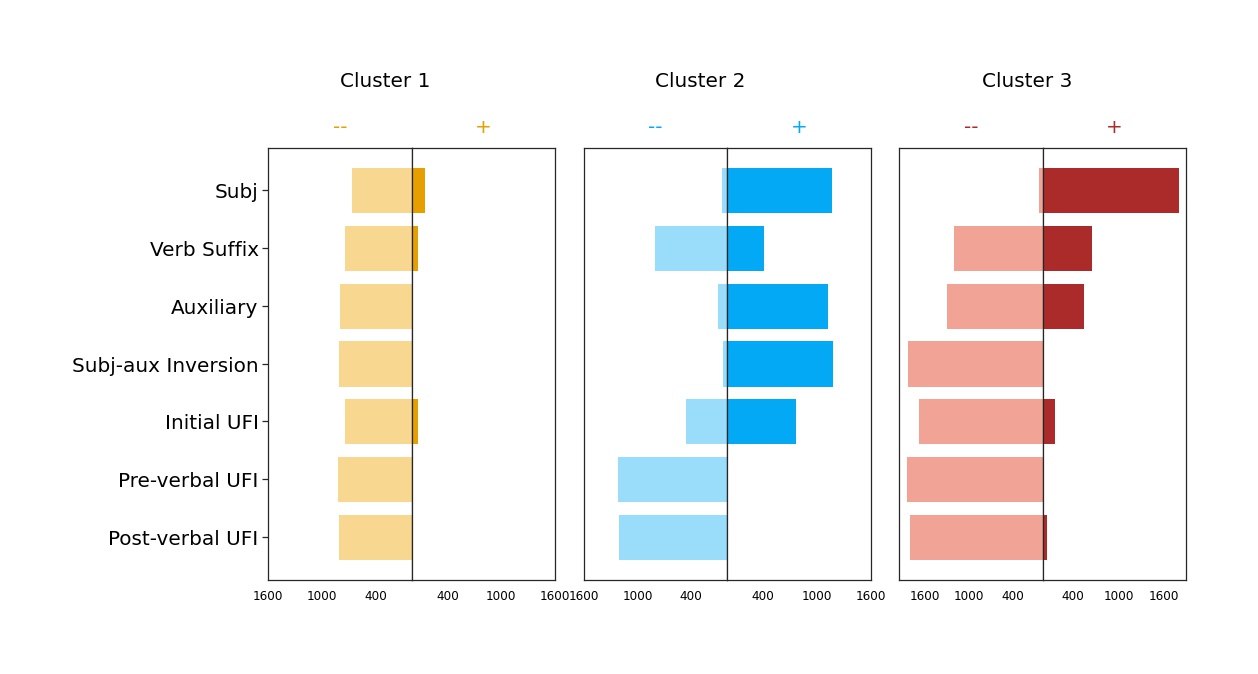 Cluster 1 Cluster 2 Cluster 3
-- + -- + -- +
Subj
Verb Suffix
Auxiliary
Subj-aux Inversion
Initial UFI
Pre-verbal UFI
Post-verbal UFI
1600 1000 400 400 1000 1600 1600 1000 400 400 1000 1600 1600 1000 400 400 1000 1600